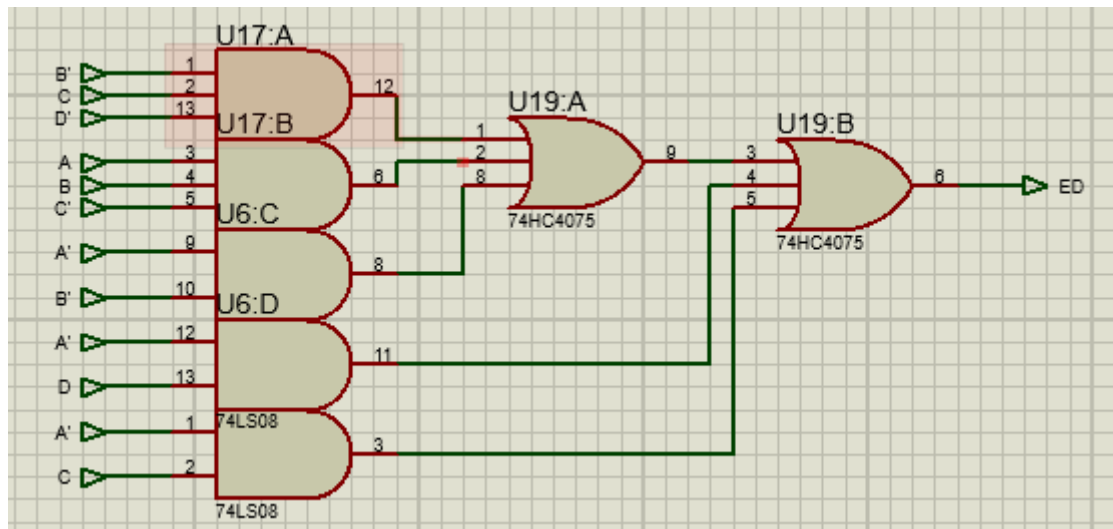 U17:A
B' 1
C 2 12
D' 13
U17:B
A 3
B 4 6
C' 5
U6:C
A' 9
8
B' 10
U6:D
A' 12
11
D 13
74LS08
A' 1
3
C 2
74LS08
U19:A
1
2 9
8
74HC4075
U19:B
3
4 6 ED
5
74HC4075